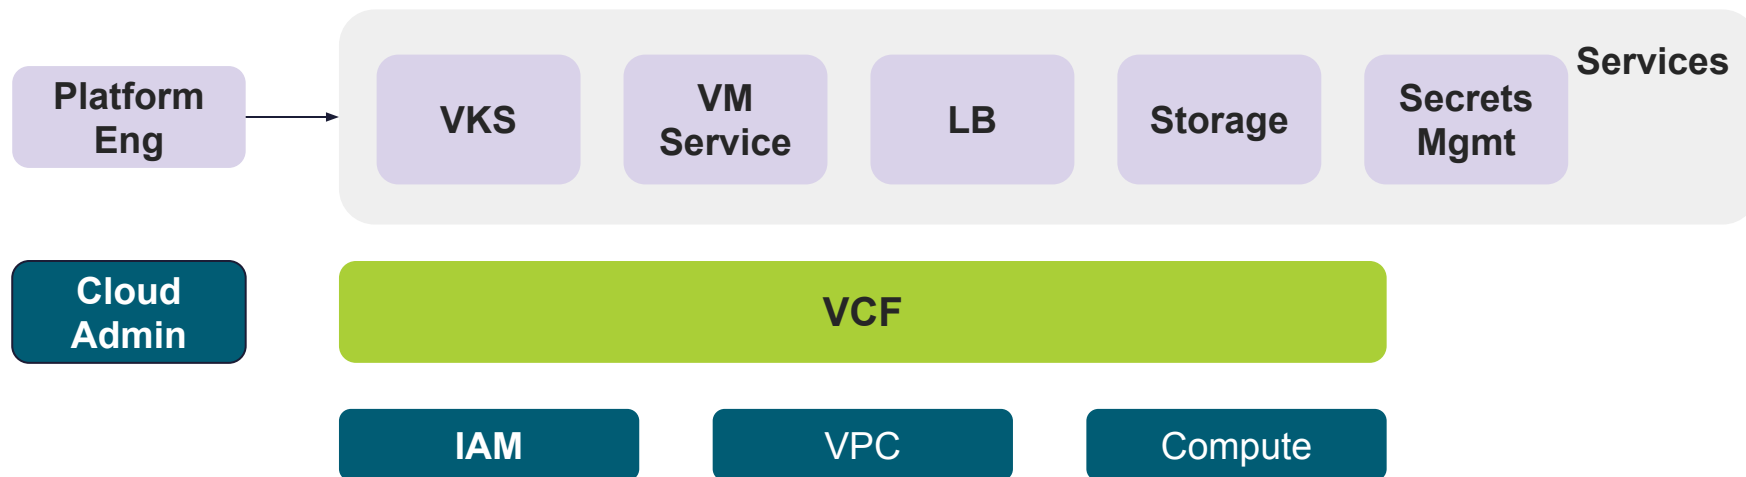 Services
Platform
Eng
VKS
VM
Service
LB
Storage
Secrets
Mgmt
Cloud
Admin
VCF
IAM
VPC
Compute